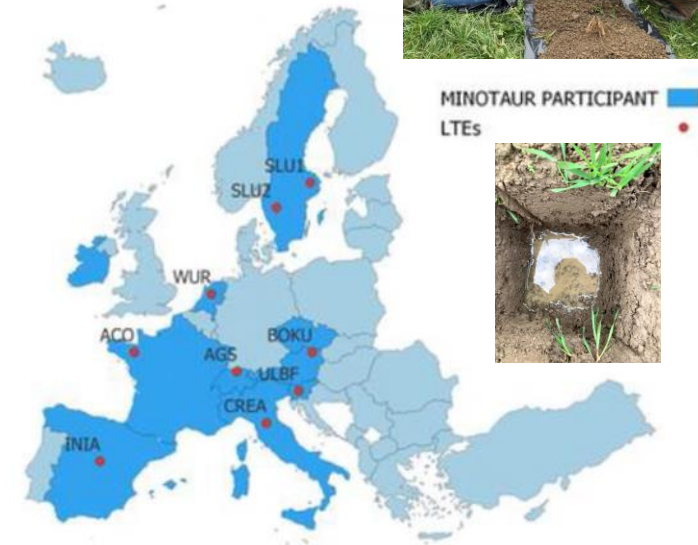 MINOTAUR PARTICIPANT
LTEs
SLU1
SLU2
WUR
ACO
BOKU
AGS
ULBF
CREA
INIA